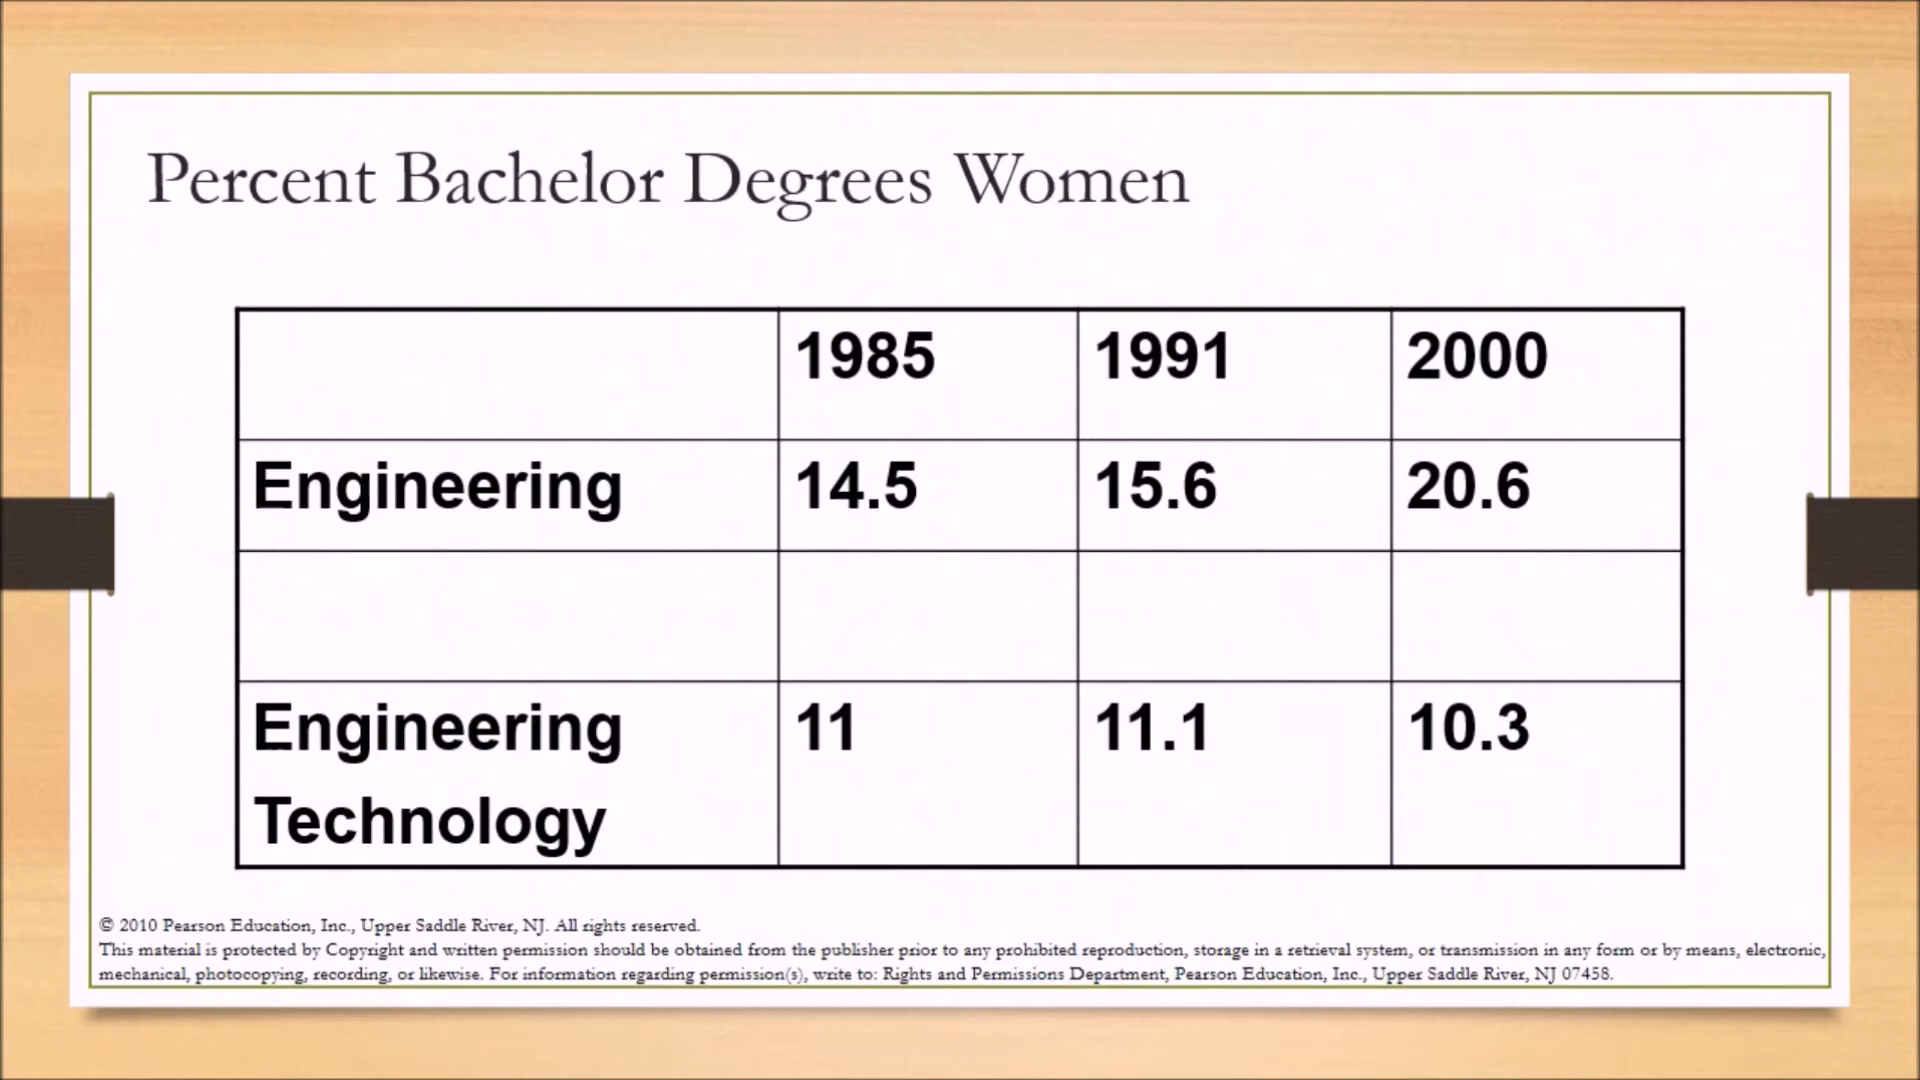 Percent Bachelor Degrees Women
1985 1991 2000
Engineering 14.5 15.6 20.6
Engineering 11 11.1 10.3
Technology
© 2010 Pearson Education, Inc., Upper Saddle River, NJ. All rights reserved.
This material is protected by Copyright and written permission should be obtained from the publisher prior to any prohibited reproduction, storage in a retrieval system, or transmission in any form or by means, electronic,
mechanical, photocopying, recording, or likewise. For information regarding permission(s), write to: Rights and Permissions Department, Pearson Education, Inc., Upper Saddle River, NJ 07458.